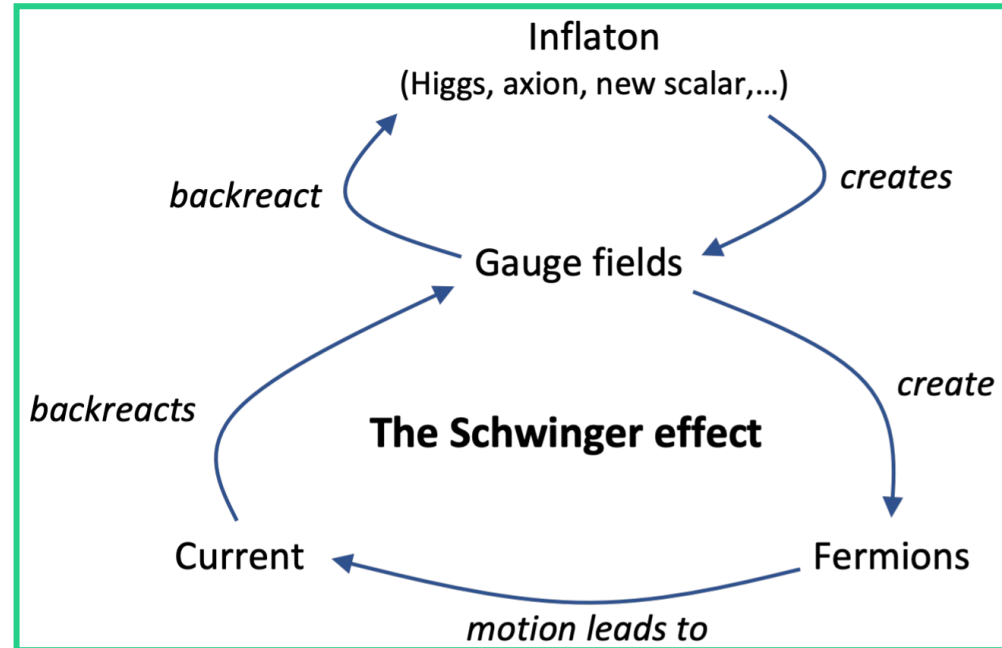 Inflaton
(Higgs, axion, new scalar,...)
backreact
creates
Gauge fields
backreacts
create
The Schwinger effect
Current
Fermions
motion leads to